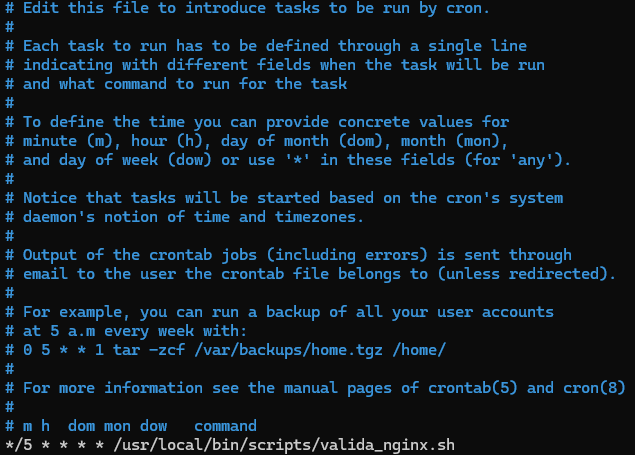 # Edit this file to introduce tasks to be run by cron.
#
# Each task to run has to be defined through a single line
# indicating with different fields when the task will be run
# and what command to run for the task
#
# To define the time you can provide concrete values for
# minute (m), hour (h), day of month (dom), month (mon),
# and day of week (dow) or use '*' in these fields (for 'any').
#
# Notice that tasks will be started based on the cron's system
# daemon's notion of time and timezones.
#
# Output of the crontab jobs (including errors) is sent through
# email to the user the crontab file belongs to (unless redirected).
#
# For example, you can run a backup of all your user accounts
# at 5 a.m every week with:
# 0 5 * * 1 tar -zcf /var/backups/home.tgz /home/
#
# For more information see the manual pages of crontab(5) and cron(8)
#
# m h  dom mon dow   command
*/5 * * * * /usr/local/bin/scripts/valida_nginx.sh